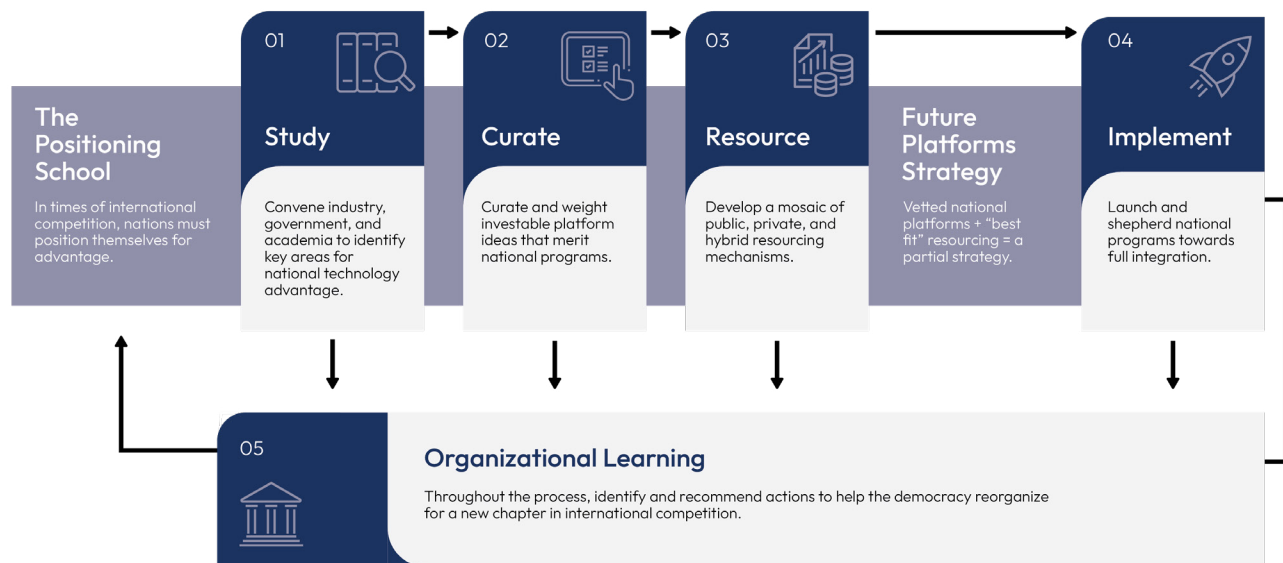 The
Positioning
School
In times of international
competition, nations must
position themselves for
advantage.
01
Study
Convene industry,
government, and
academia to identify
key areas for
national technology
advantage.
02
Curate
Curate and weight
investable platform
ideas that merit
national programs.
03
Resource
Develop a mosaic of
public, private, and
hybrid resourcing
mechanisms.
Future
Platforms
Strategy
Vetted national
platforms + “best
fit” resourcing = a
partial strategy.
04
Implement
Launch and
shepherd national
programs towards
full integration.
05
Organizational Learning
Throughout the process, identify and recommend actions to help the democracy reorganize
for a new chapter in international competition.